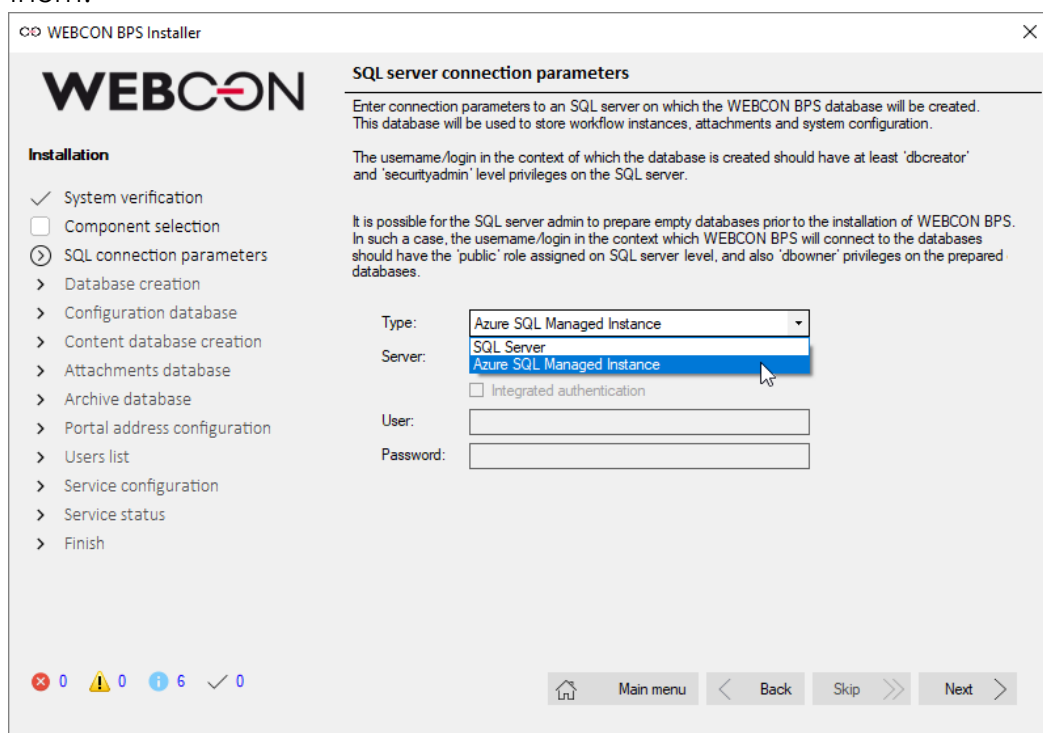 WEBCON BPS Installer
WEBCON
Installation
System verification
Component selection
SQL connection parameters
Database creation
Configuration database
Content database creation
Attachments database
Archive database
Portal address configuration
Users list
Service configuration
Service status
Finish
0 0 6 0
SQL server connection parameters
Enter connection parameters to an SQL server on which the WEBCON BPS database will be created.
This database will be used to store workflow instances, attachments and system configuration.
The username/login in the context of which the database is created should have at least 'dbcreator'
and 'securityadmin' level privileges on the SQL server.
It is possible for the SQL server admin to prepare empty databases prior to the installation of WEBCON BPS.
In such a case, the username/login in the context which WEBCON BPS will connect to the databases
should have the 'public' role assigned on SQL server level, and also 'dbowner' privileges on the prepared
databases.
Type: Azure SQL Managed Instance
SQL Server
Server: Azure SQL Managed Instance
Integrated authentication
User:
Password:
Main menu Back Skip Next